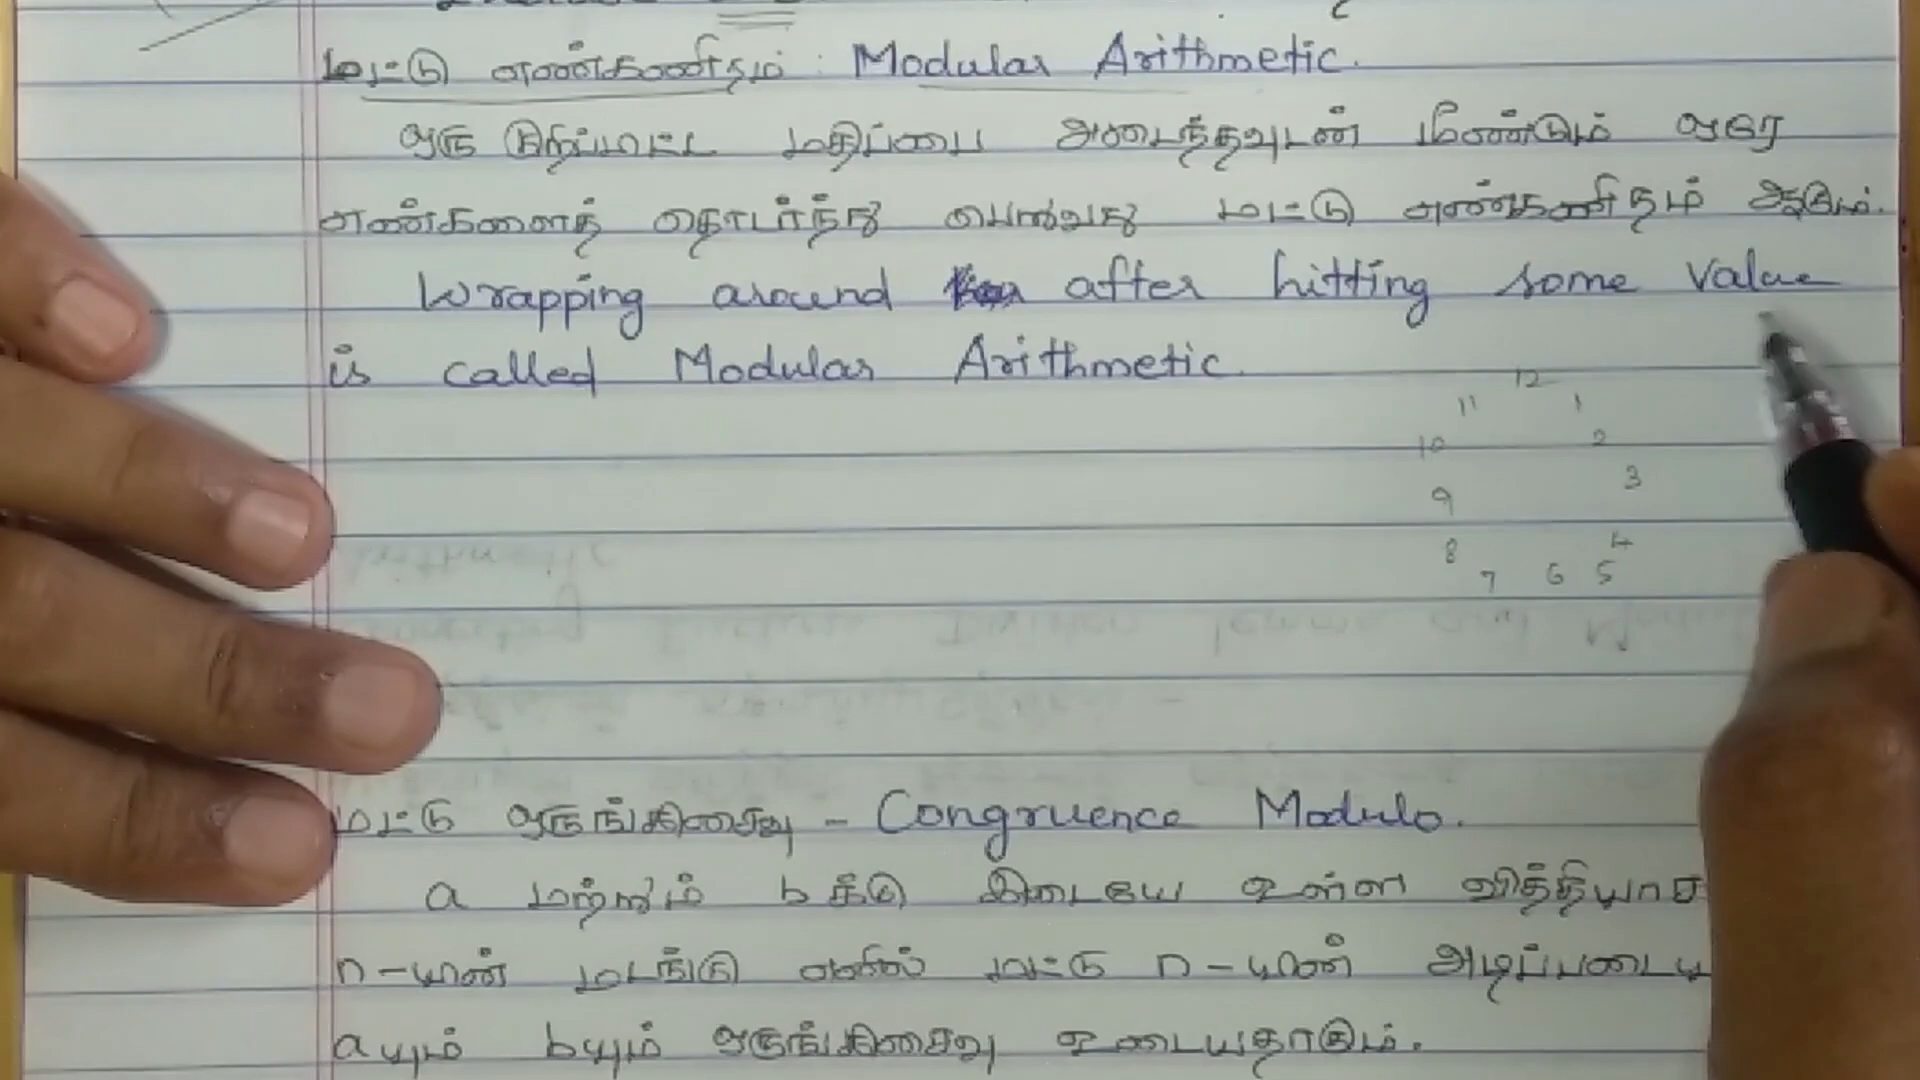 மட்டு எண்கணிதம் : Modular Arithmetic.
ஒரு குறிப்பிட்ட மதிப்பை அடைந்தவுடன் மீண்டும் ஒரே
எண்களைத் தொடர்ந்து பெறுவது மட்டு எண்கணிதம் ஆகும்.
Wrapping around after hitting some value
is called Modular Arithmetic.
12
11 1
10 2
9 3
8 4
7 6 5
மட்டு ஒருங்கிசைவு - Congruence Modulo.
a மற்றும் b க்கு இடையே உள்ள வித்தியாச
n-யின் மடங்கு எனில் மட்டு n-யின் அடிப்படைய
aயும் bயும் ஒருங்கிசைவு உடையதாகும்.